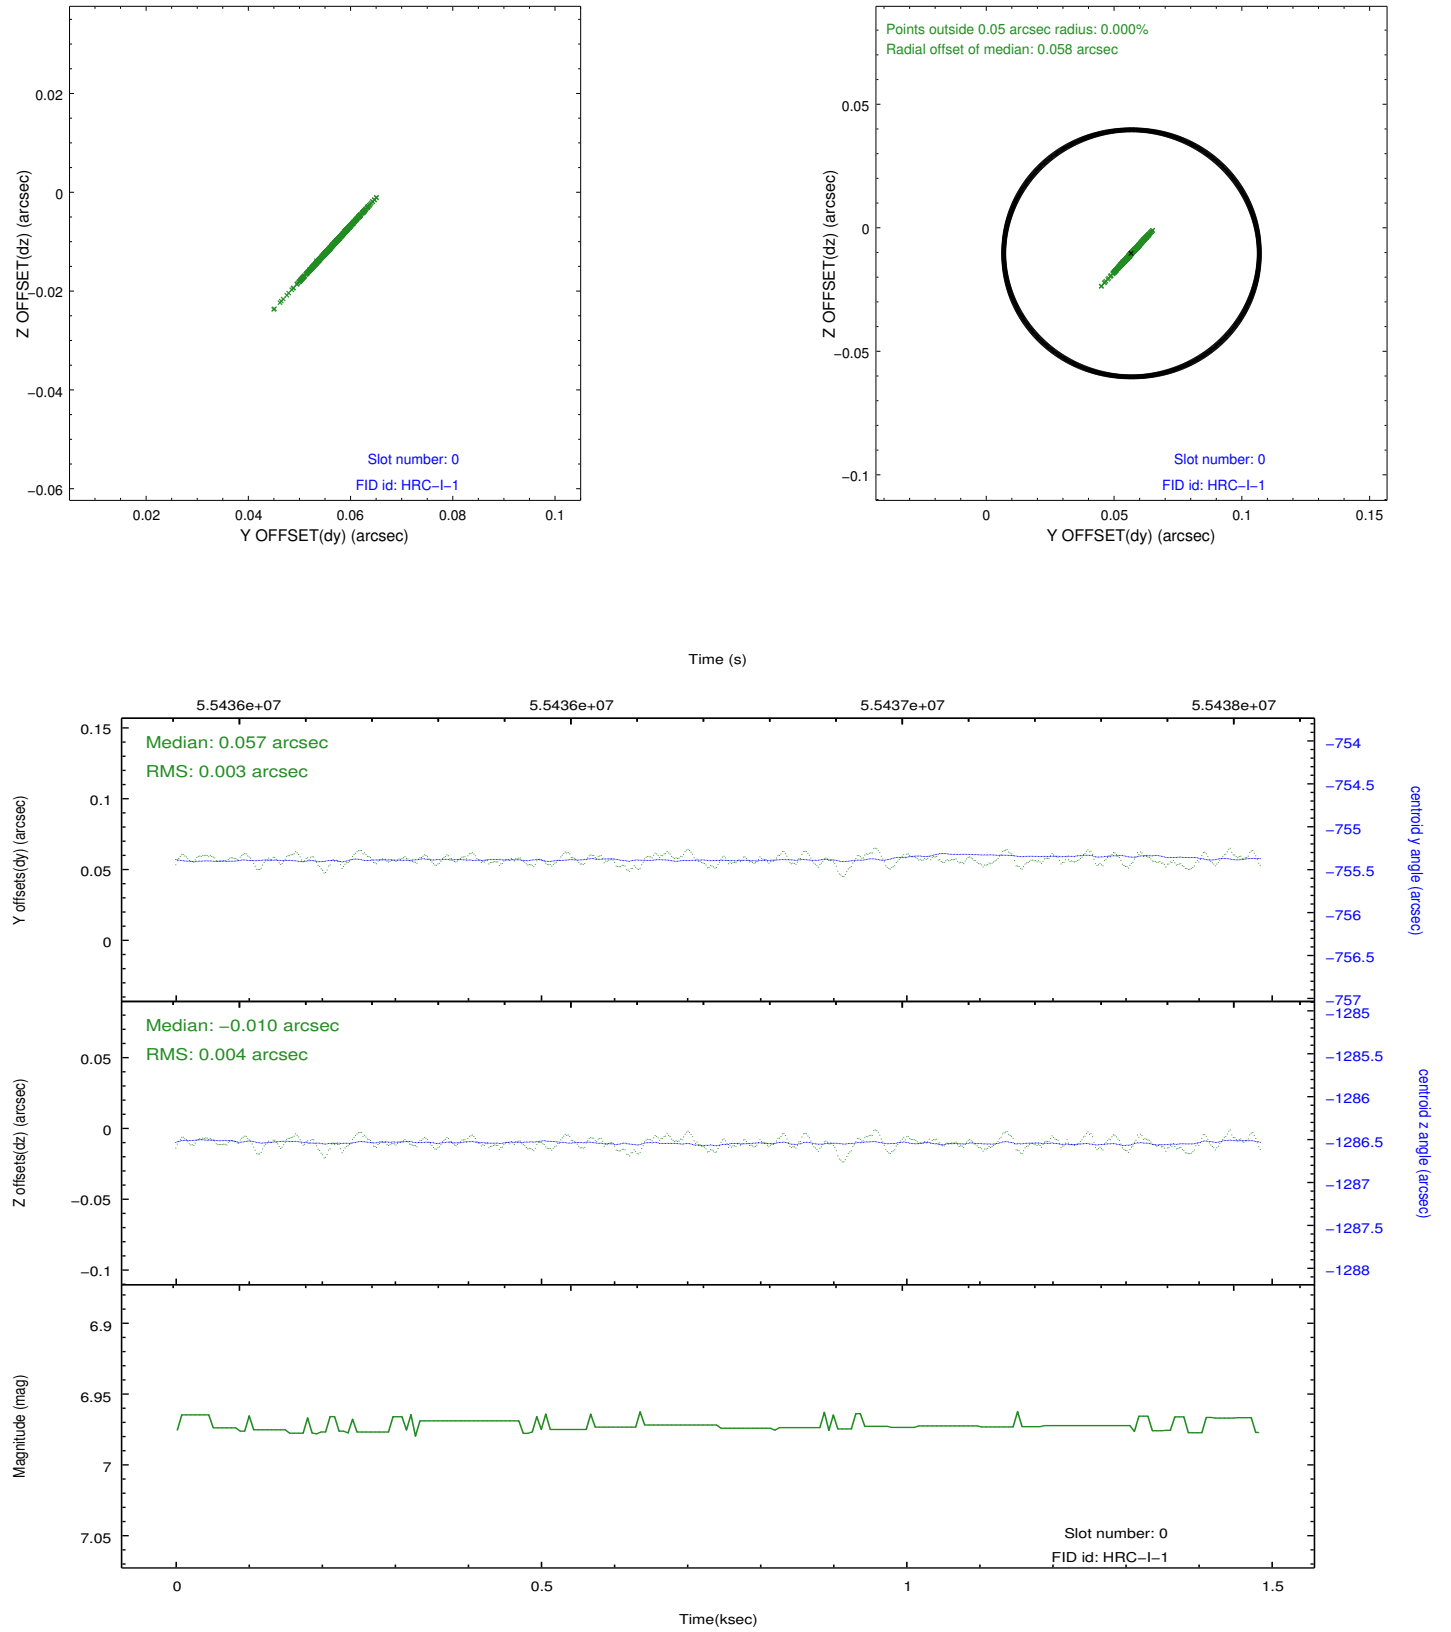 0.02
0
−0.02
−0.04
−0.06
Z OFFSET(dz) (arcsec)
Slot number: 0
FID id: HRC−I−1
0.02 0.04 0.06 0.08 0.1
Y OFFSET(dy) (arcsec)
Points outside 0.05 arcsec radius: 0.000%
Radial offset of median: 0.058 arcsec
0.05
0
−0.05
−0.1
Z OFFSET(dz) (arcsec)
Slot number: 0
FID id: HRC−I−1
0 0.05 0.1 0.15
Y OFFSET(dy) (arcsec)
Time (s)
5.5436e+07 5.5436e+07 5.5437e+07 5.5438e+07
Median: 0.057 arcsec
RMS: 0.003 arcsec
0.15
0.1
0.05
0
Y offsets(dy) (arcsec)
−754
−754.5
−755
−755.5
−756
−756.5
−757
centroid y angle (arcsec)
Median: −0.010 arcsec
RMS: 0.004 arcsec
0.05
0
−0.05
−0.1
Z offsets(dz) (arcsec)
−1285
−1285.5
−1286
−1286.5
−1287
−1287.5
−1288
centroid z angle (arcsec)
6.9
6.95
7
7.05
Magnitude (mag)
Slot number: 0
FID id: HRC−I−1
0 0.5 1 1.5
Time(ksec)